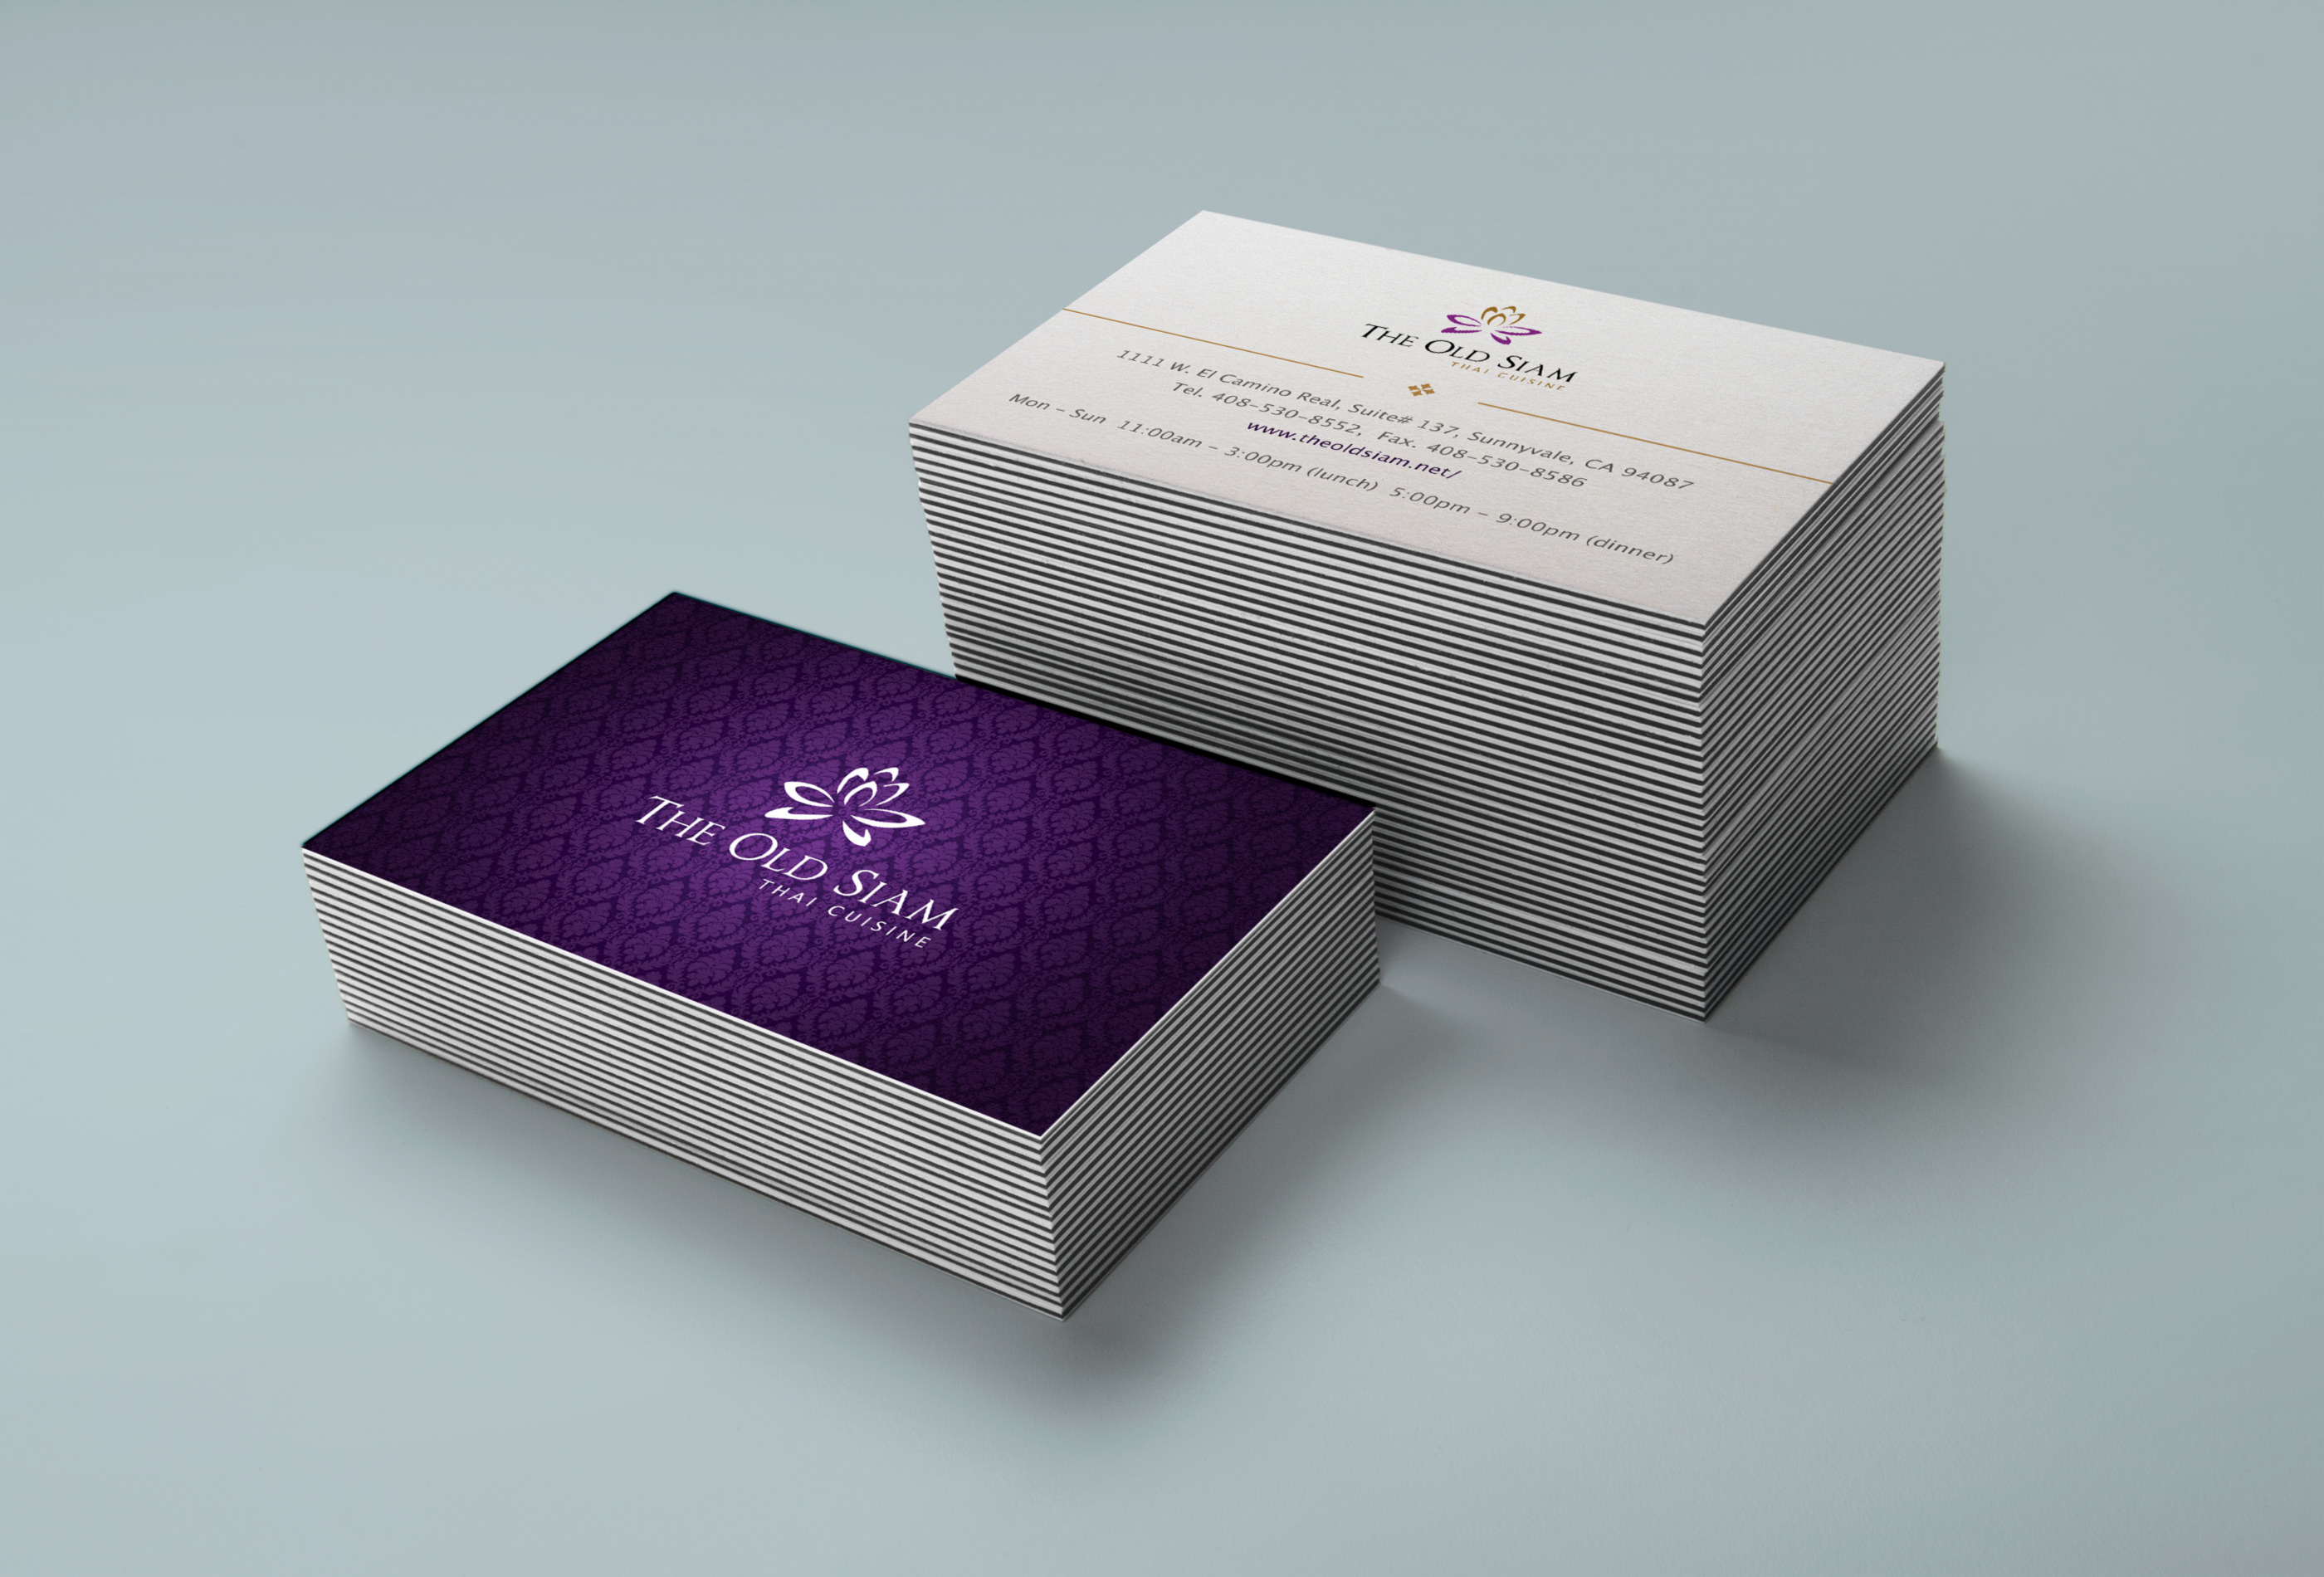 THE OLD SIAM
THAI CUISINE
1111 W. El Camino Real, Suite# 137, Sunnyvale, CA 94087
Tel. 408-530-8552, Fax. 408-530-8586
www.theoldsiam.net/
Mon - Sun 11:00am - 3:00pm (lunch) 5:00pm - 9:00pm (dinner)
THE OLD SIAM
THAI CUISINE